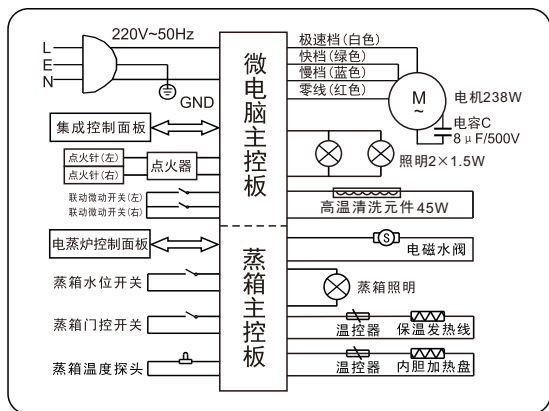 220V~50Hz
L
E
N
GND
集成控制面板
点火针(左)
点火针(右)
点火器
联动微动开关(左)
联动微动开关(右)
电蒸炉控制面板
蒸箱水位开关
蒸箱门控开关
蒸箱温度探头
微电脑主控板
蒸箱主控板
极速档(白色)
快档(绿色)
慢档(蓝色)
零线(红色)
M
~
电机238W
电容C
8μF/500V
照明2×1.5W
高温清洗元件45W
S
电磁水阀
蒸箱照明
温控器
保温发热线
温控器
内胆加热盘